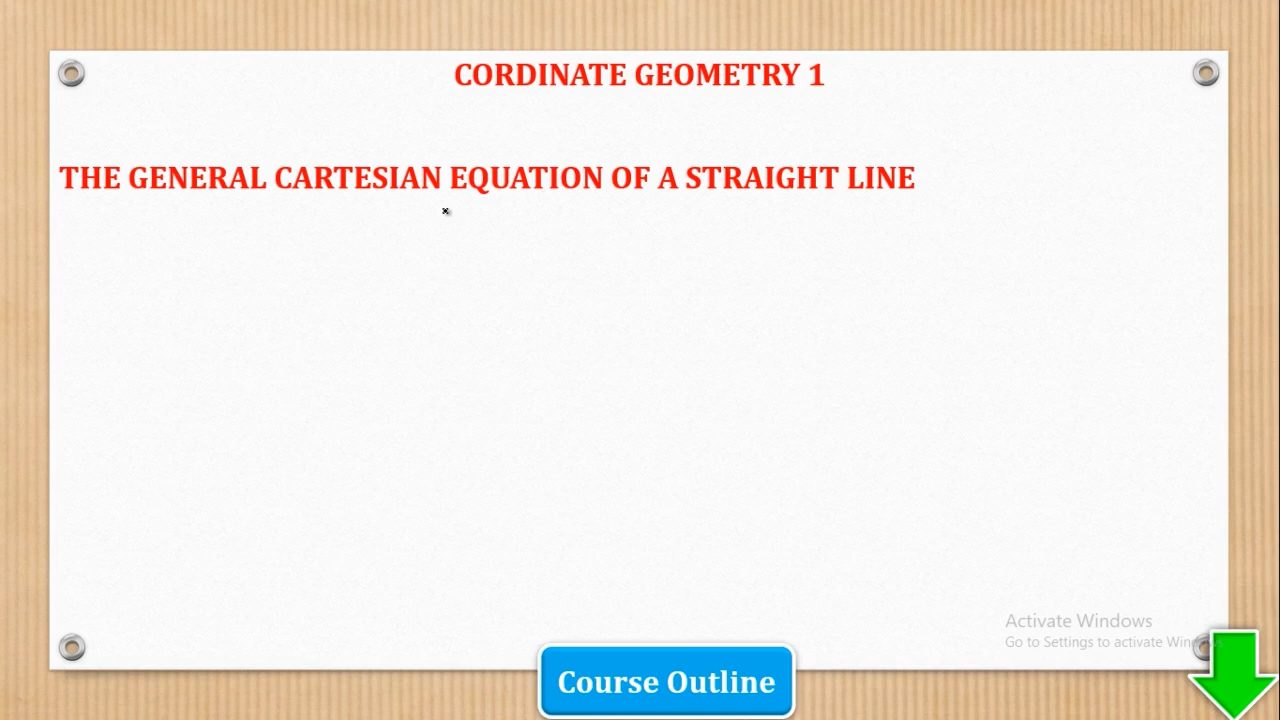 CORDINATE GEOMETRY 1
THE GENERAL CARTESIAN EQUATION OF A STRAIGHT LINE
Activate Windows
Go to Settings to activate Windows
Course Outline